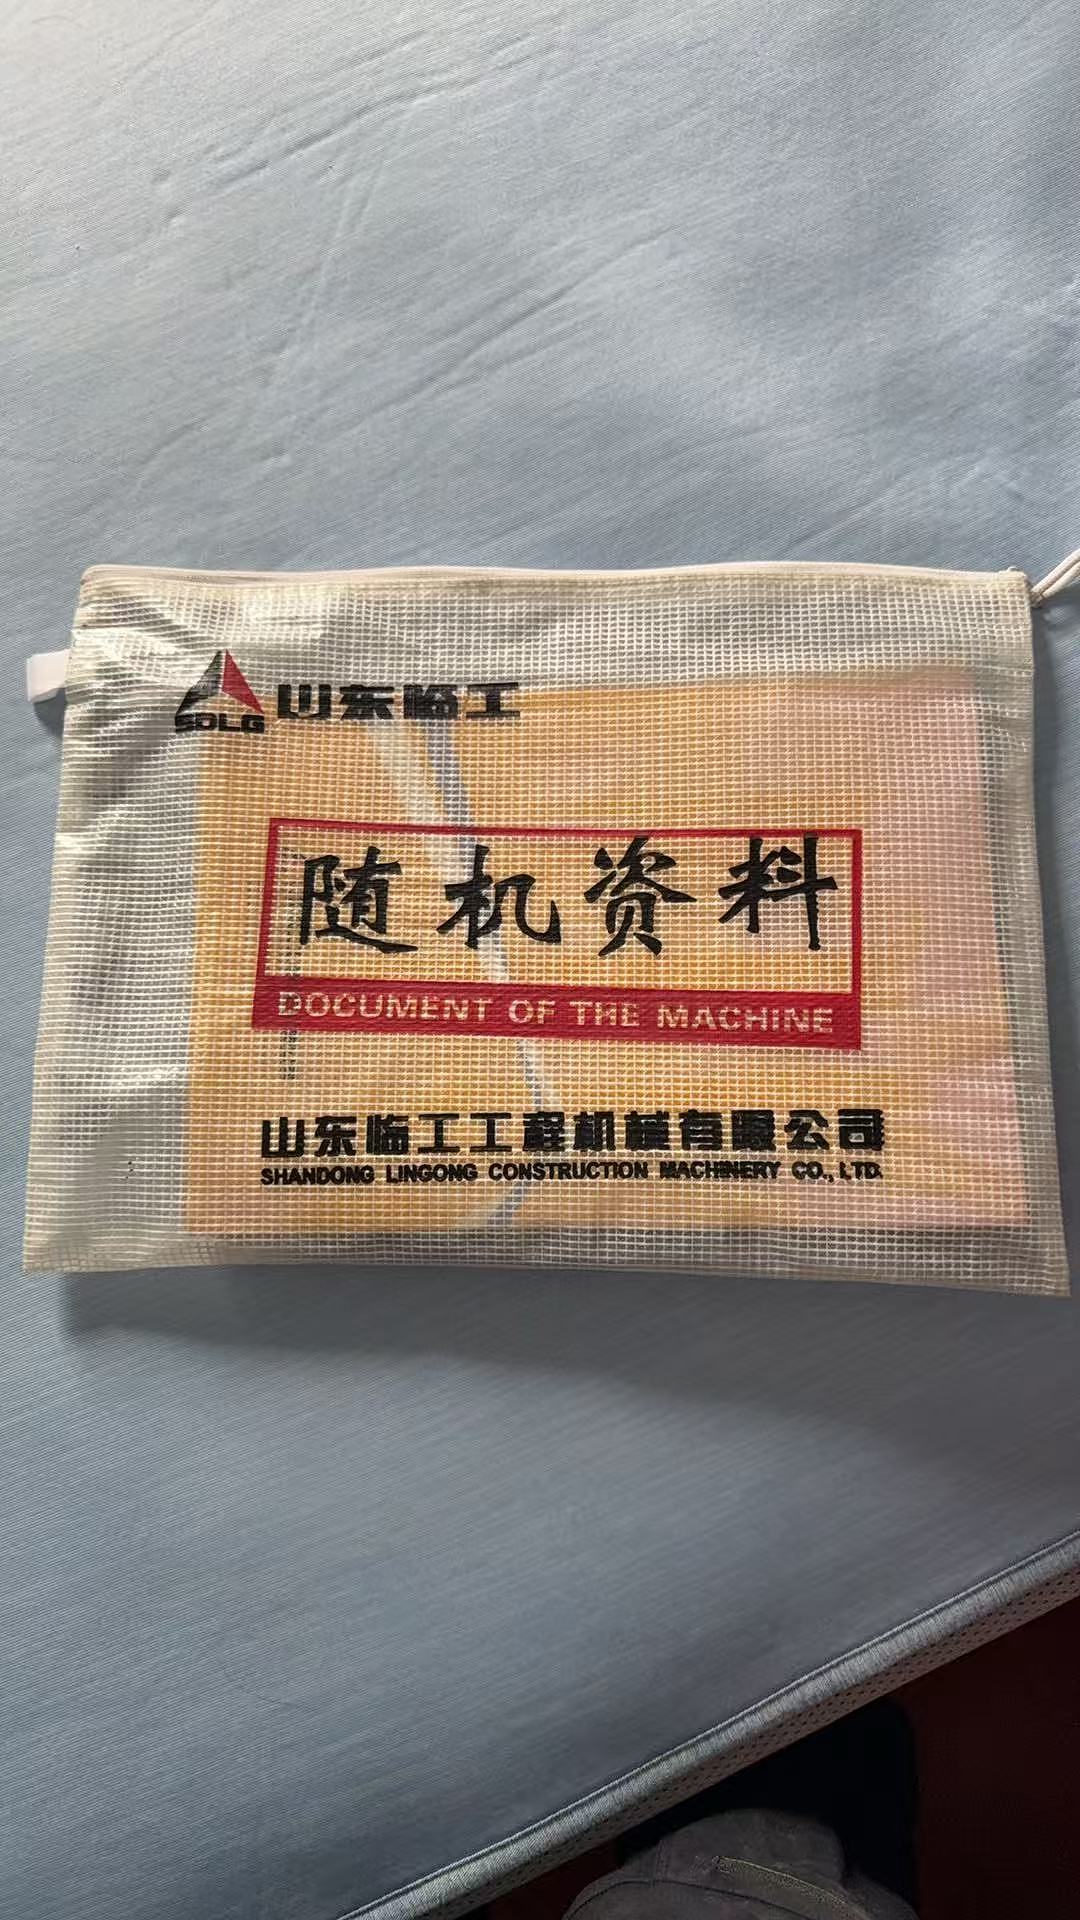 SDLG 山东临工
随机资料
DOCUMENT OF THE MACHINE
山东临工工程机械有限公司
SHANDONG LINGONG CONSTRUCTION MACHINERY CO., LTD.